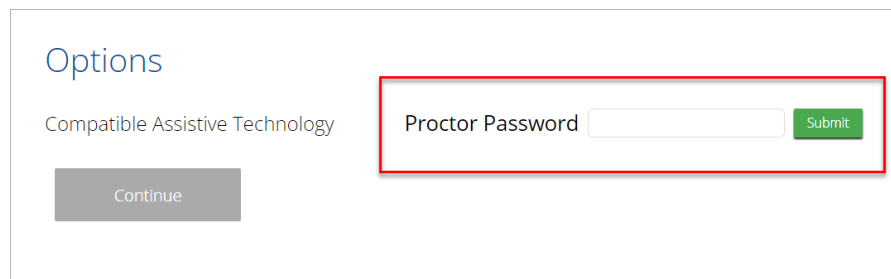 Options
Compatible Assistive Technology
Proctor Password
Submit
Continue